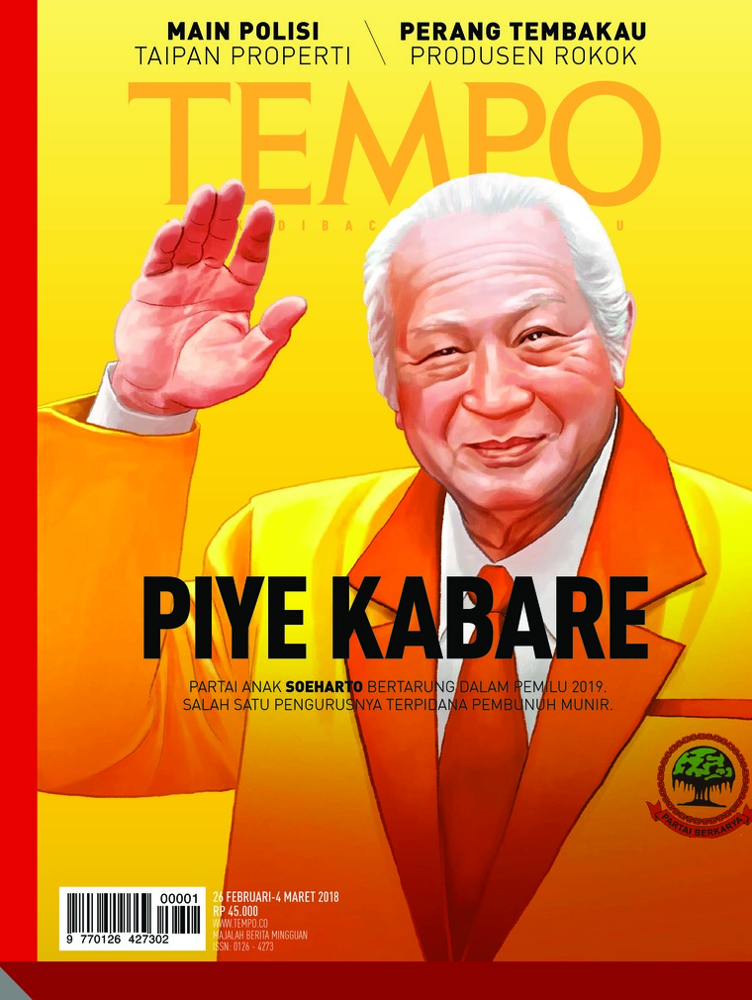 MAIN POLISI
TAIPAN PROPERTI
PERANG TEMBAKAU
PRODUSEN ROKOK
TEMPO
DIBAC U
PIYE KABARE
PARTAI ANAK SOEHARTO BERTARUNG DALAM PEMILU 2019.
SALAH SATU PENGURUSNYA TERPIDANA PEMBUNUH MUNIR.
PARTAI BERKARYA
00001
9 770126 427302
26 FEBRUARI-4 MARET 2018
RP 45.000
WWW.TEMPO.CO
MAJALAH BERITA MINGGUAN
ISSN: 0126 - 4273